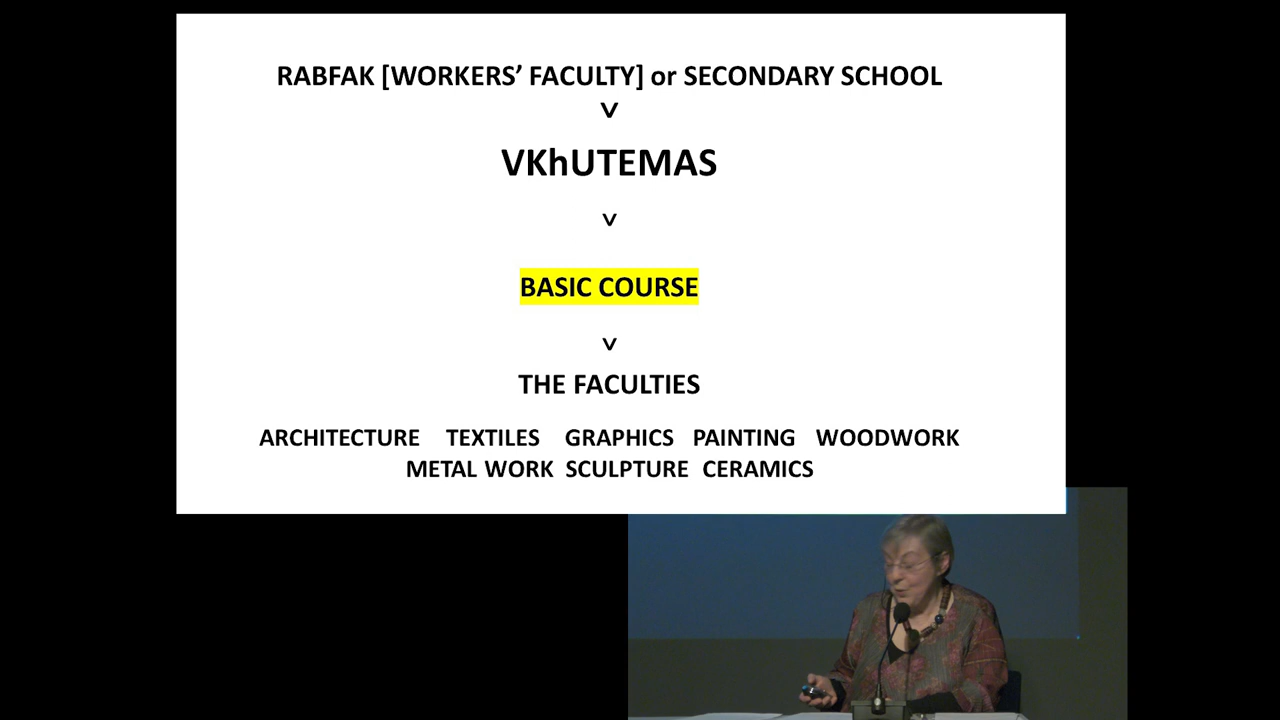 RABFAK [WORKERS’ FACULTY] or SECONDARY SCHOOL
v
VKhUTEMAS
v
BASIC COURSE
v
THE FACULTIES
ARCHITECTURE TEXTILES GRAPHICS PAINTING WOODWORK
METAL WORK SCULPTURE CERAMICS